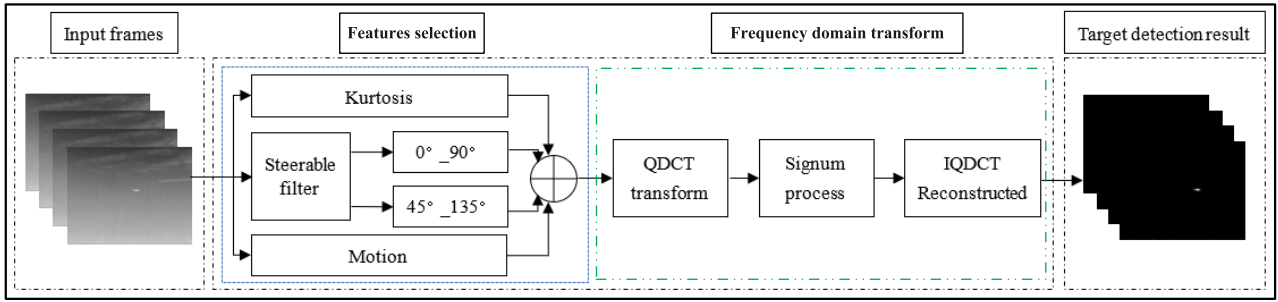 Input frames
Features selection
Frequency domain transform
Target detection result
Kurtosis
Steerable
filter
0° _90°
45° _135°
Motion
QDCT
transform
Signum
process
IQDCT
Reconstructed